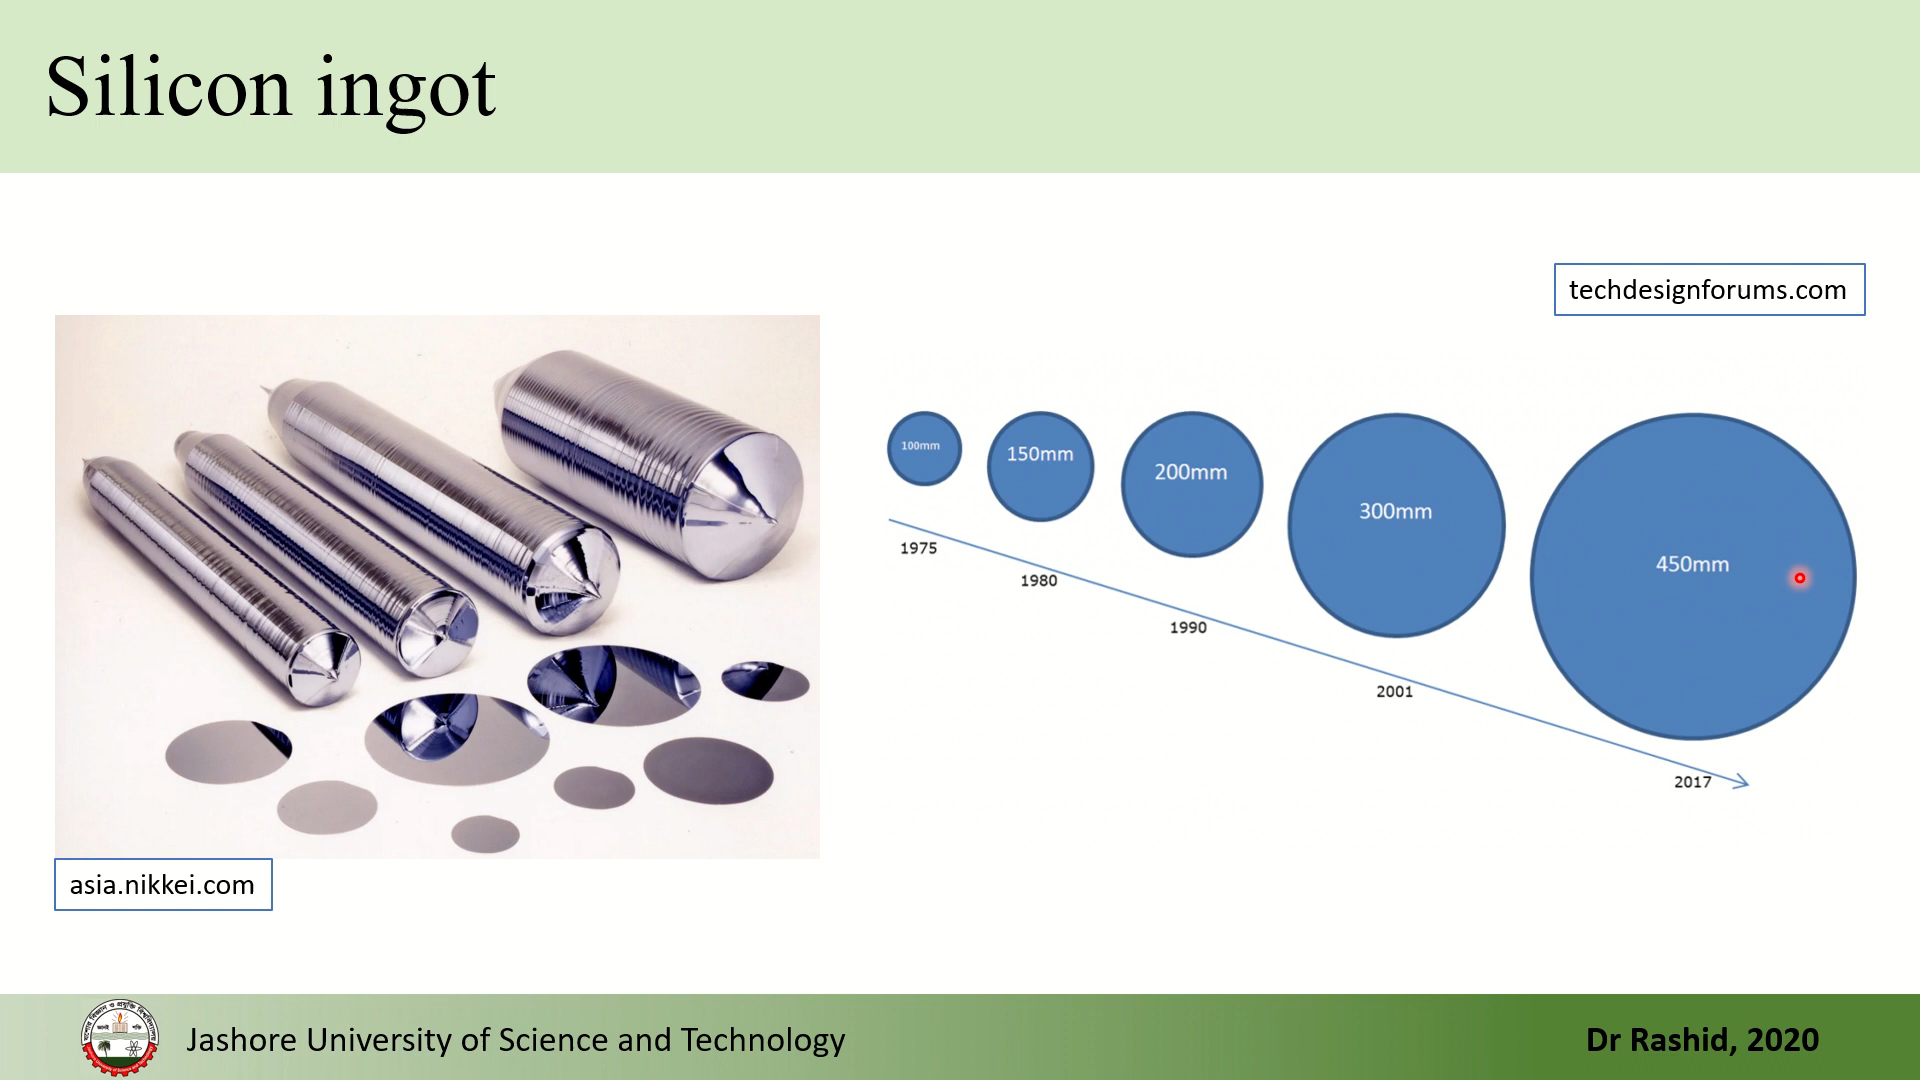 Silicon ingot
techdesignforums.com
100mm
150mm
200mm
300mm
450mm
1975
1980
1990
2001
2017
asia.nikkei.com
Jashore University of Science and Technology
Dr Rashid, 2020